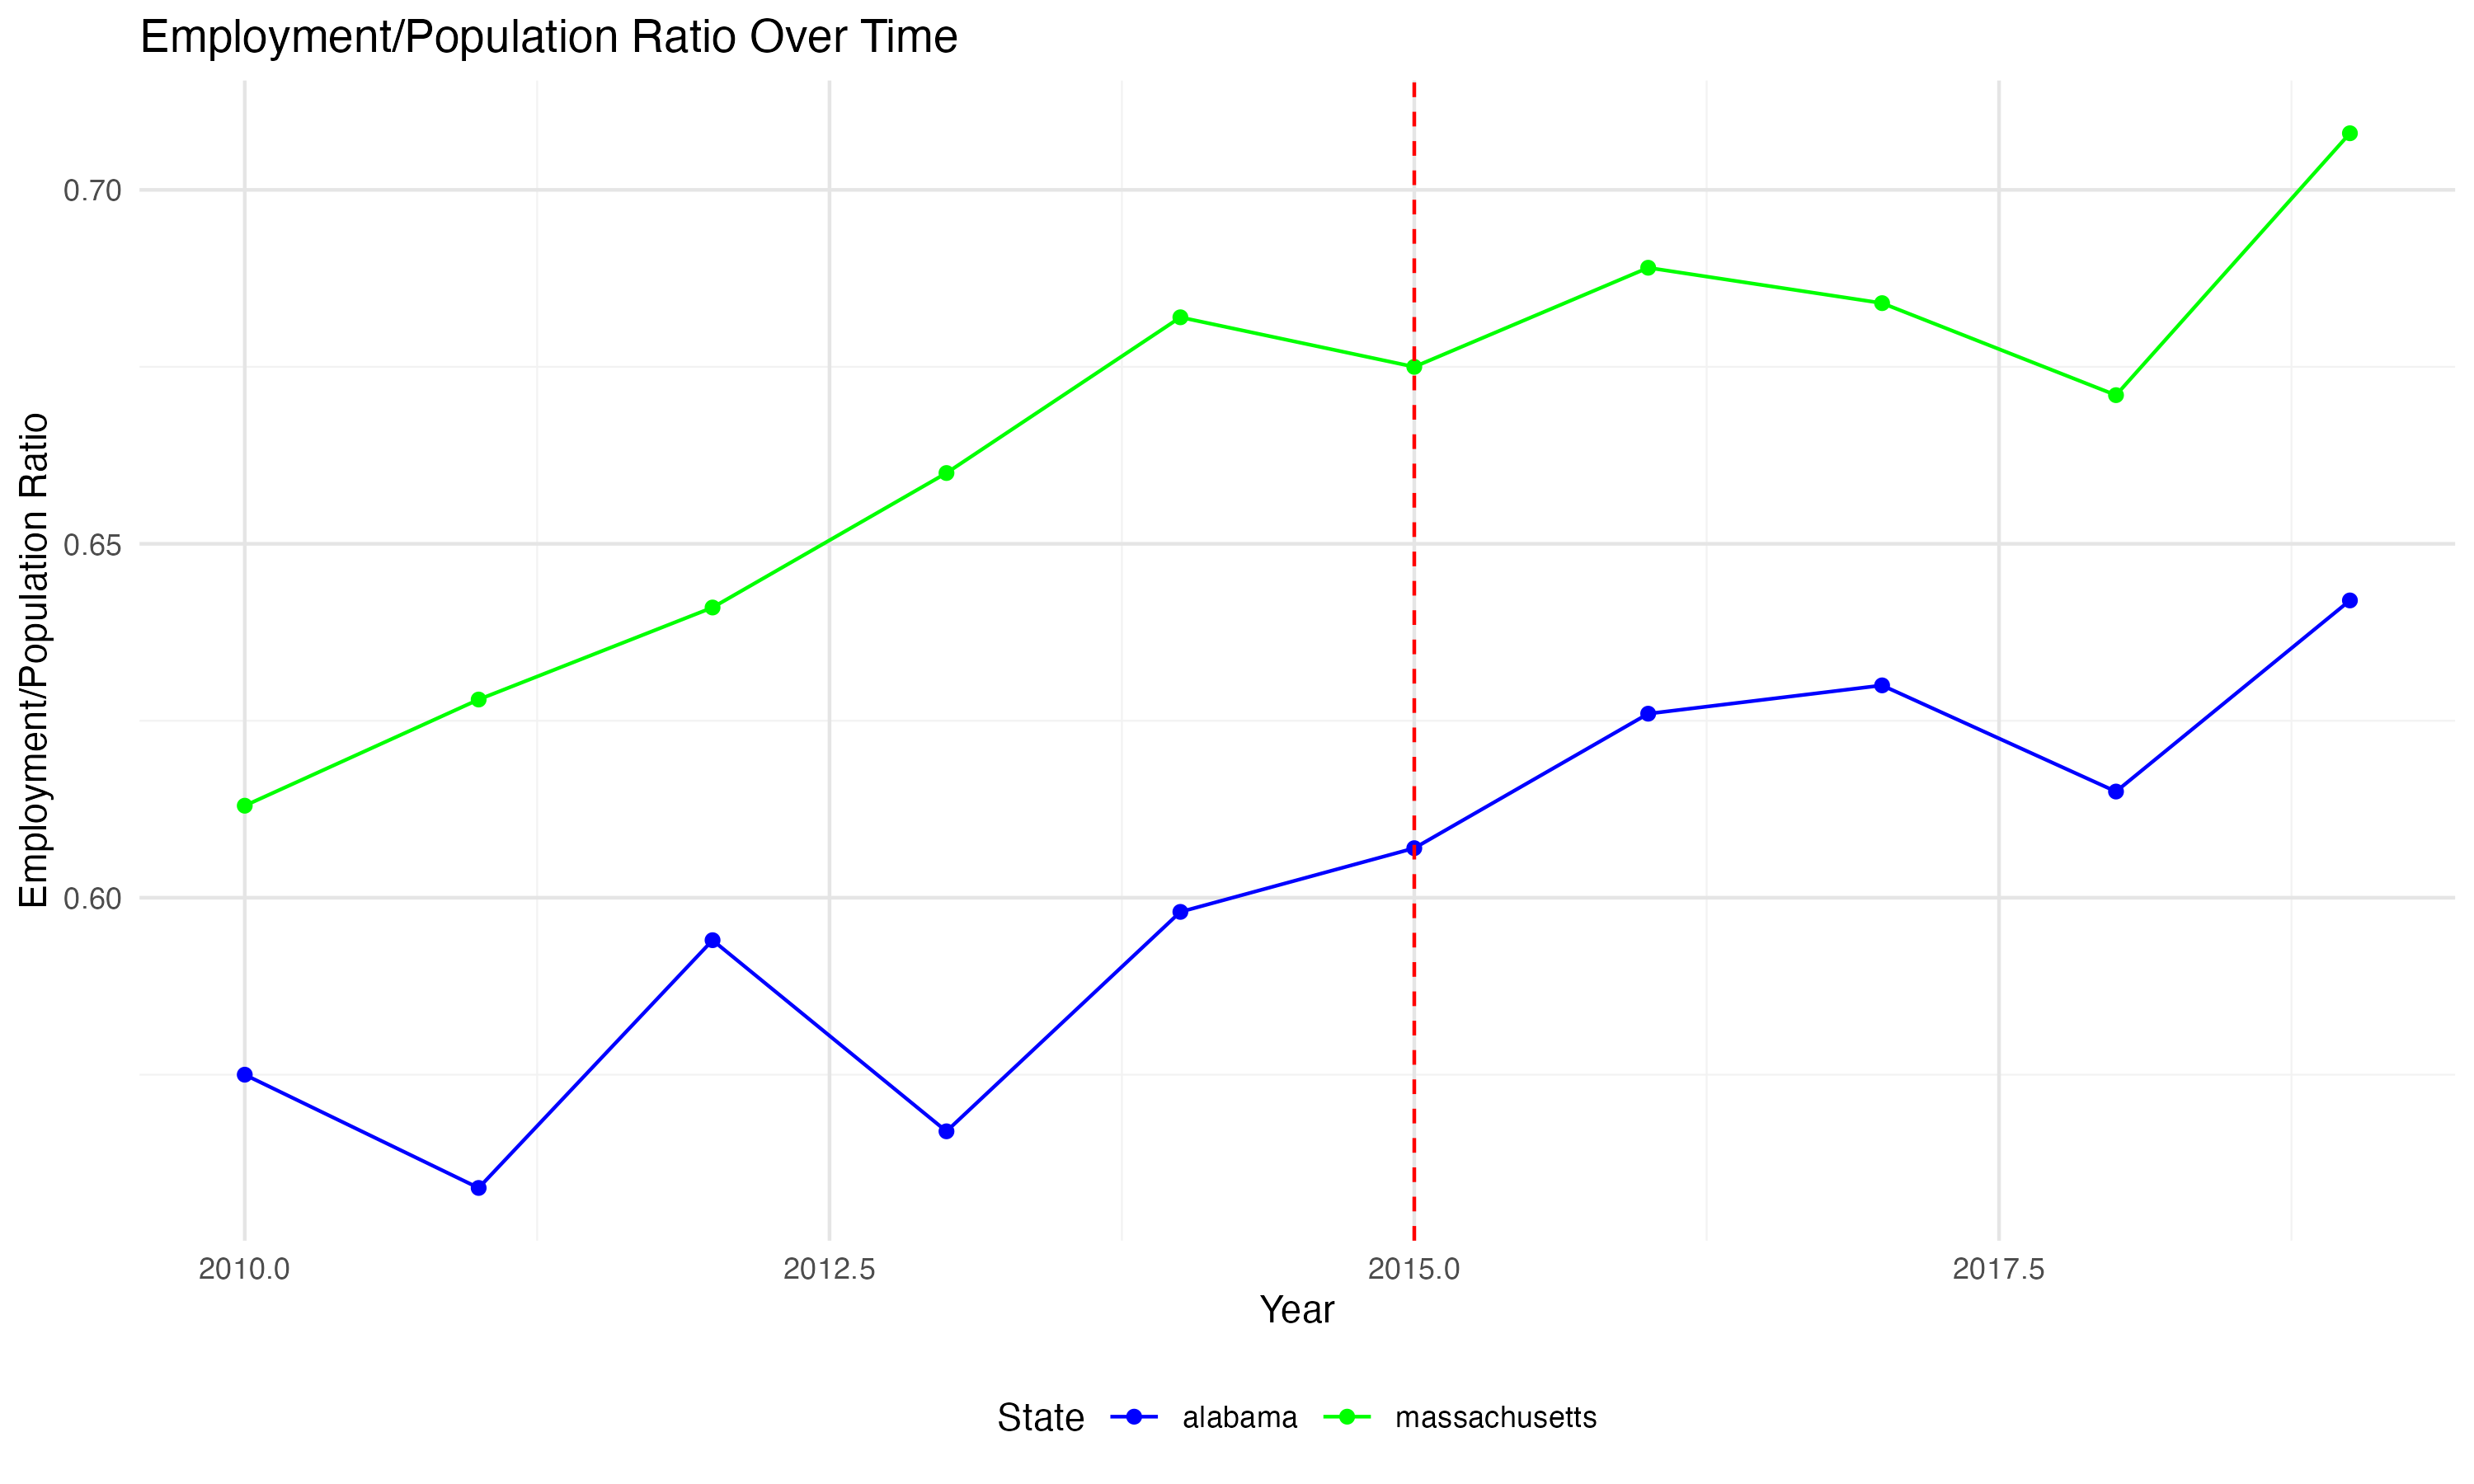 Employment/Population Ratio Over Time
Employment/Population Ratio
0.70
0.65
0.60
2010.0 2012.5 2015.0 2017.5
Year
State alabama massachusetts